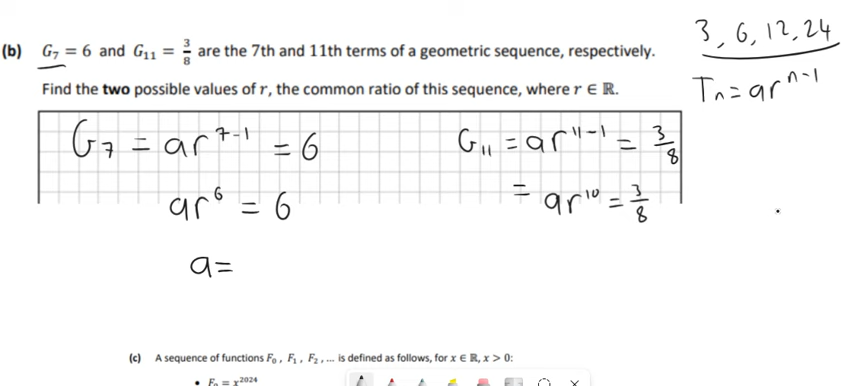 3, 6, 12, 24
(b) G₇ = 6 and G₁₁ = 3/8 are the 7th and 11th terms of a geometric sequence, respectively.
Find the two possible values of r, the common ratio of this sequence, where r ∈ ℝ.
Tₙ = arⁿ⁻¹
G₇ = ar⁷⁻¹ = 6
G₁₁ = ar¹¹⁻¹ = 3/8
ar⁶ = 6
= ar¹⁰ = 3/8
a =
(c) A sequence of functions F₀, F₁, F₂, ... is defined as follows, for x ∈ ℝ, x > 0:
• F₀ = x²⁰²⁴